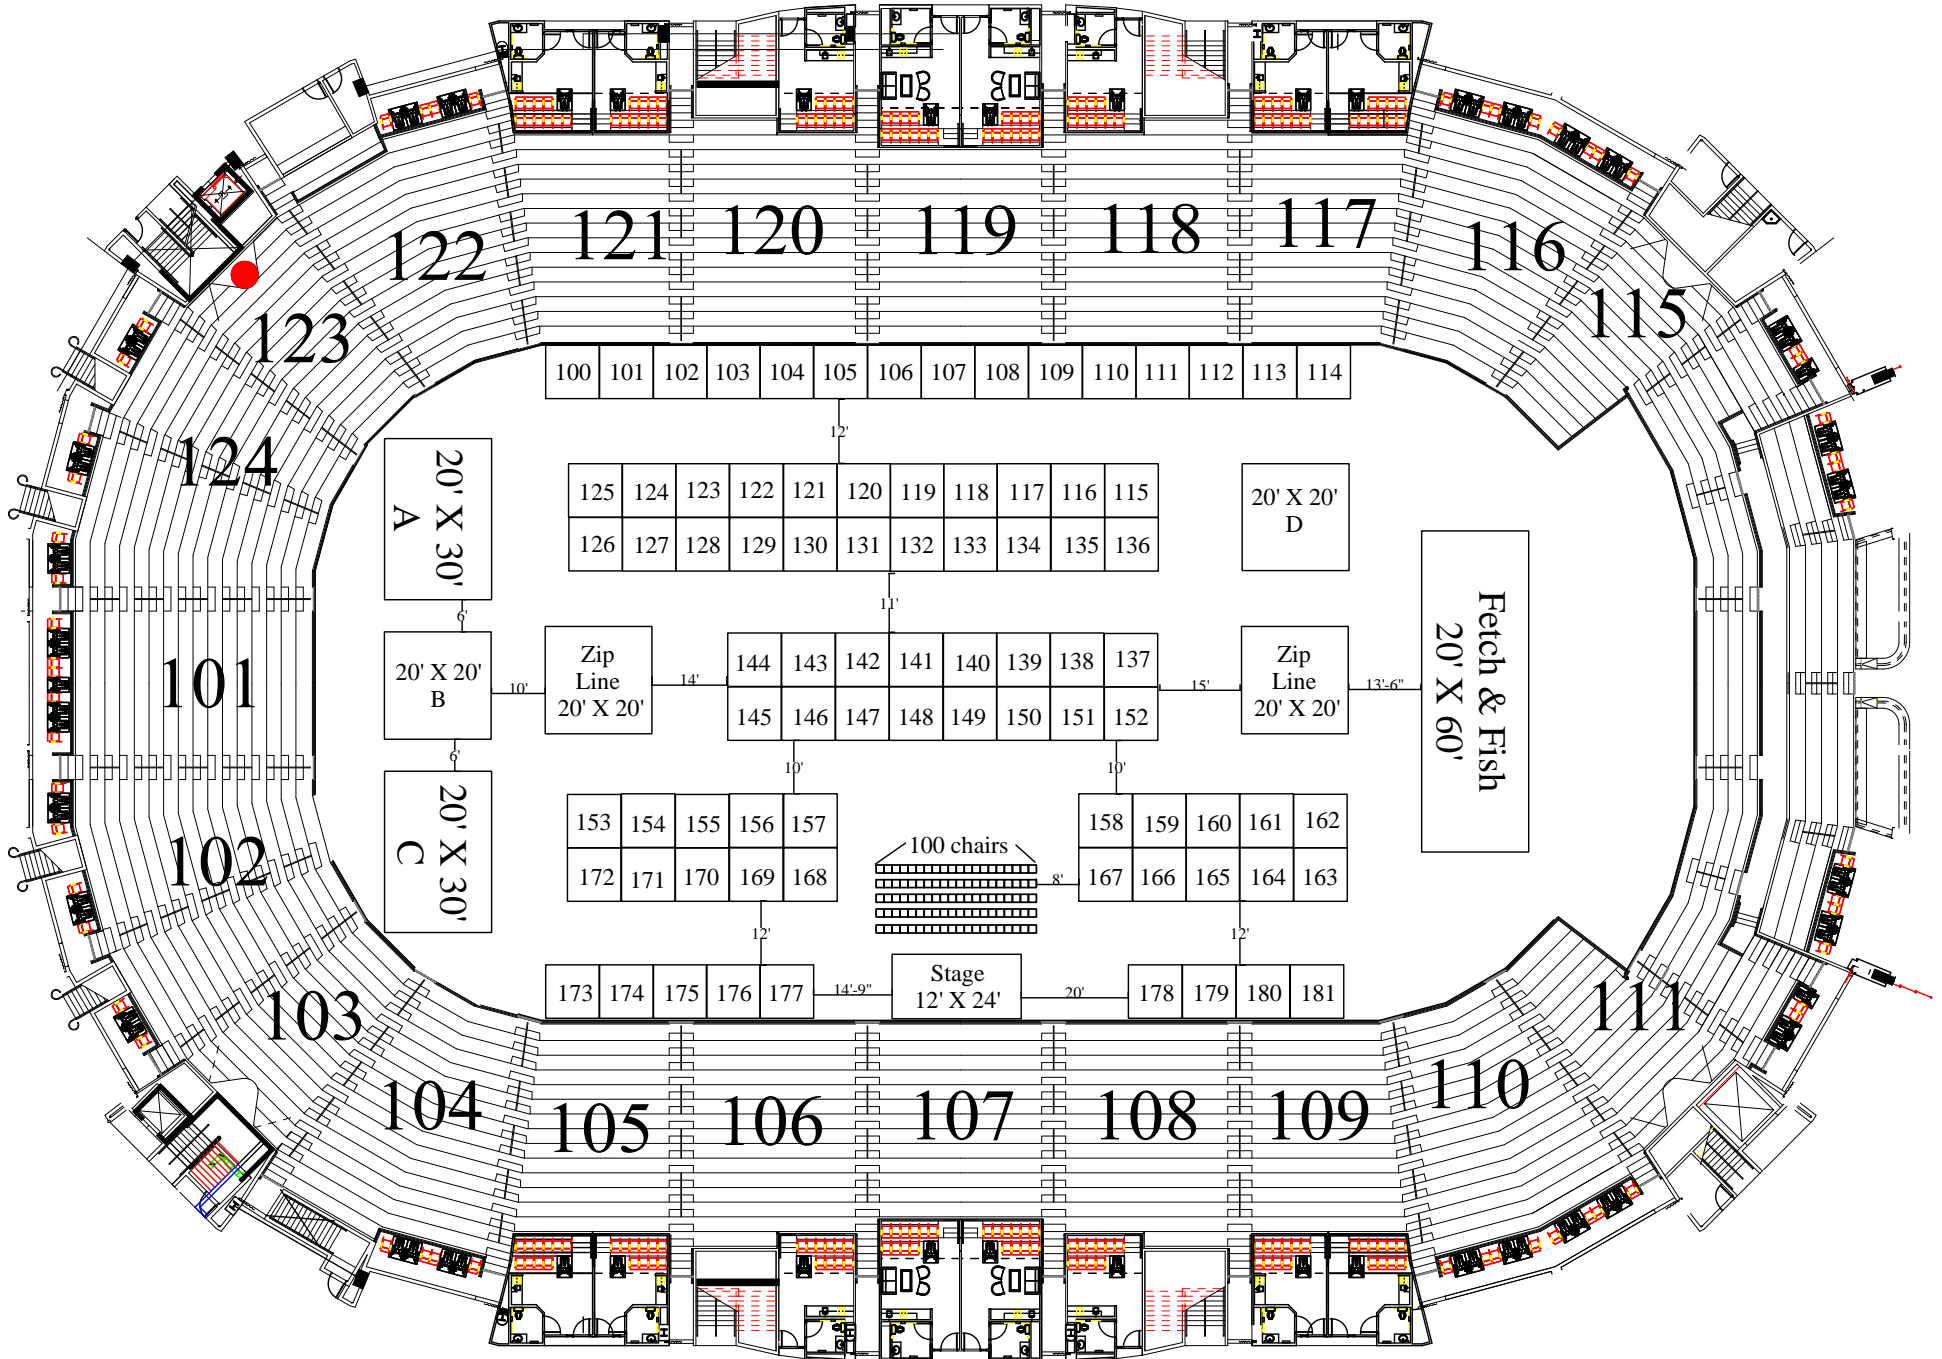 122 121 120 119 118 117 116
123 115
124
101
102
103
104 105 106 107 108 109 110
111
100 101 102 103 104 105 106 107 108 109 110 111 112 113 114
12'
20' X 30'
A
125 124 123 122 121 120 119 118 117 116 115
126 127 128 129 130 131 132 133 134 135 136
20' X 20'
D
6'
11'
20' X 20'
B
10'
Zip
Line
20' X 20'
14'
144 143 142 141 140 139 138 137
145 146 147 148 149 150 151 152
15'
Zip
Line
20' X 20'
13'-6"
Fetch & Fish
20' X 60'
6'
10'
10'
20' X 30'
C
153 154 155 156 157
172 171 170 169 168
100 chairs
8'
158 159 160 161 162
167 166 165 164 163
12'
12'
173 174 175 176 177
14'-9"
Stage
12' X 24'
20'
178 179 180 181